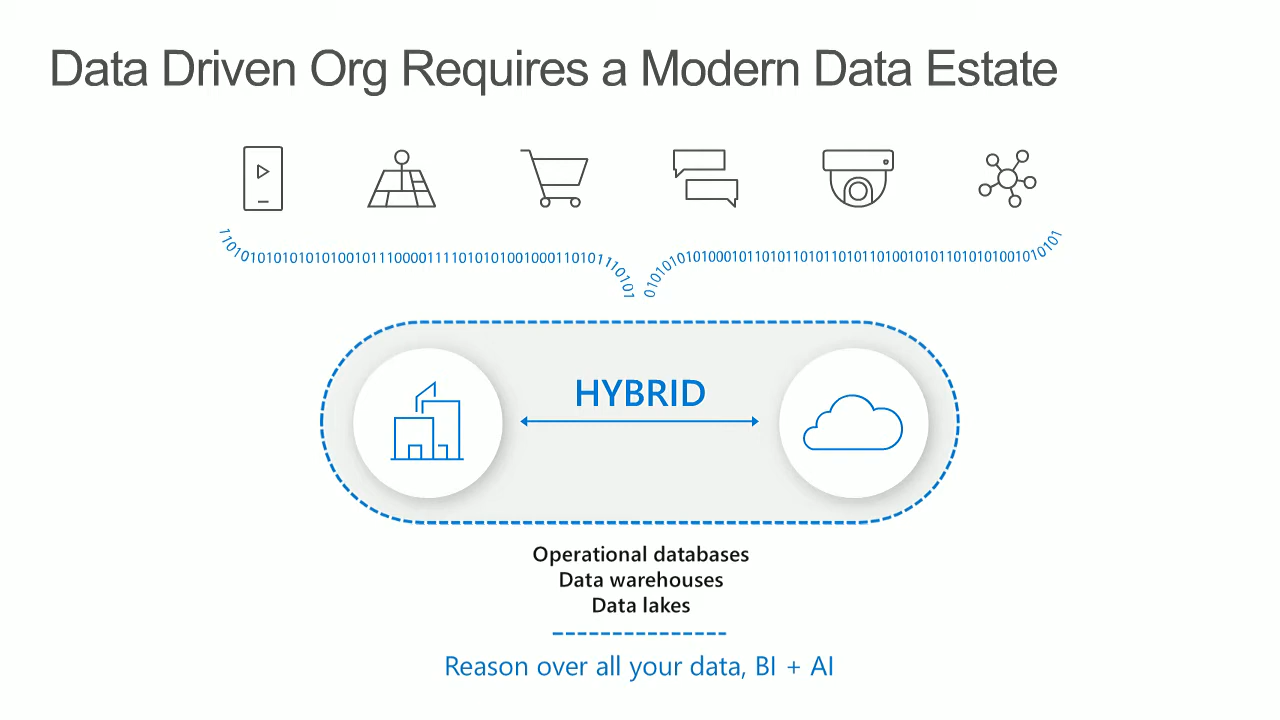 Data Driven Org Requires a Modern Data Estate
HYBRID
Operational databases
Data warehouses
Data lakes
Reason over all your data, BI + AI